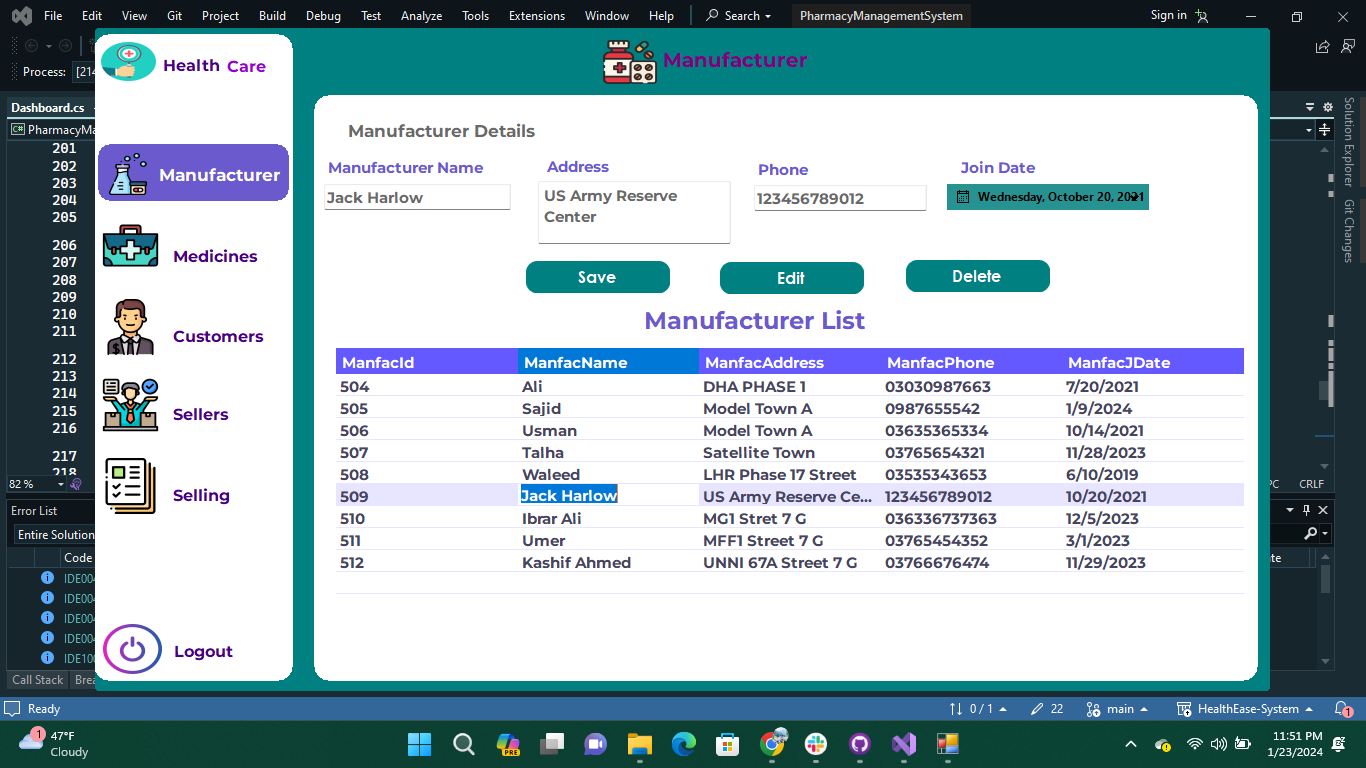 File Edit View Git Project Build Debug Test Analyze Tools Extensions Window Help Search PharmacyManagementSystem Sign in
Process: [214
Dashboard.cs
PharmacyMa
201
202
203
204
205
206
207
208
209
210
211
212
213
214
215
216
217
218
82 %
Error List
Entire Solution
Code
IDE004
IDE004
IDE004
IDE004
IDE100
Call Stack Brea
Health Care
Manufacturer
Medicines
Customers
Sellers
Selling
Logout
Manufacturer
Manufacturer Details
Manufacturer Name Address Phone Join Date
Jack Harlow US Army Reserve Center 123456789012 Wednesday, October 20, 2021
Save Edit Delete
Manufacturer List
ManfacId ManfacName ManfacAddress ManfacPhone ManfacJDate
504 Ali DHA PHASE 1 03030987663 7/20/2021
505 Sajid Model Town A 0987655542 1/9/2024
506 Usman Model Town A 03635365334 10/14/2021
507 Talha Satellite Town 03765654321 11/28/2023
508 Waleed LHR Phase 17 Street 03535343653 6/10/2019
509 Jack Harlow US Army Reserve Ce... 123456789012 10/20/2021
510 Ibrar Ali MG1 Stret 7 G 036336737363 12/5/2023
511 Umer MFF1 Street 7 G 03765454352 3/1/2023
512 Kashif Ahmed UNNI 67A Street 7 G 03766676474 11/29/2023
Solution Explorer
Git Changes
PC CRLF
te
Ready 0 / 1 22 main HealthEase-System 1
1 47°F
Cloudy
PRE
11:51 PM
1/23/2024